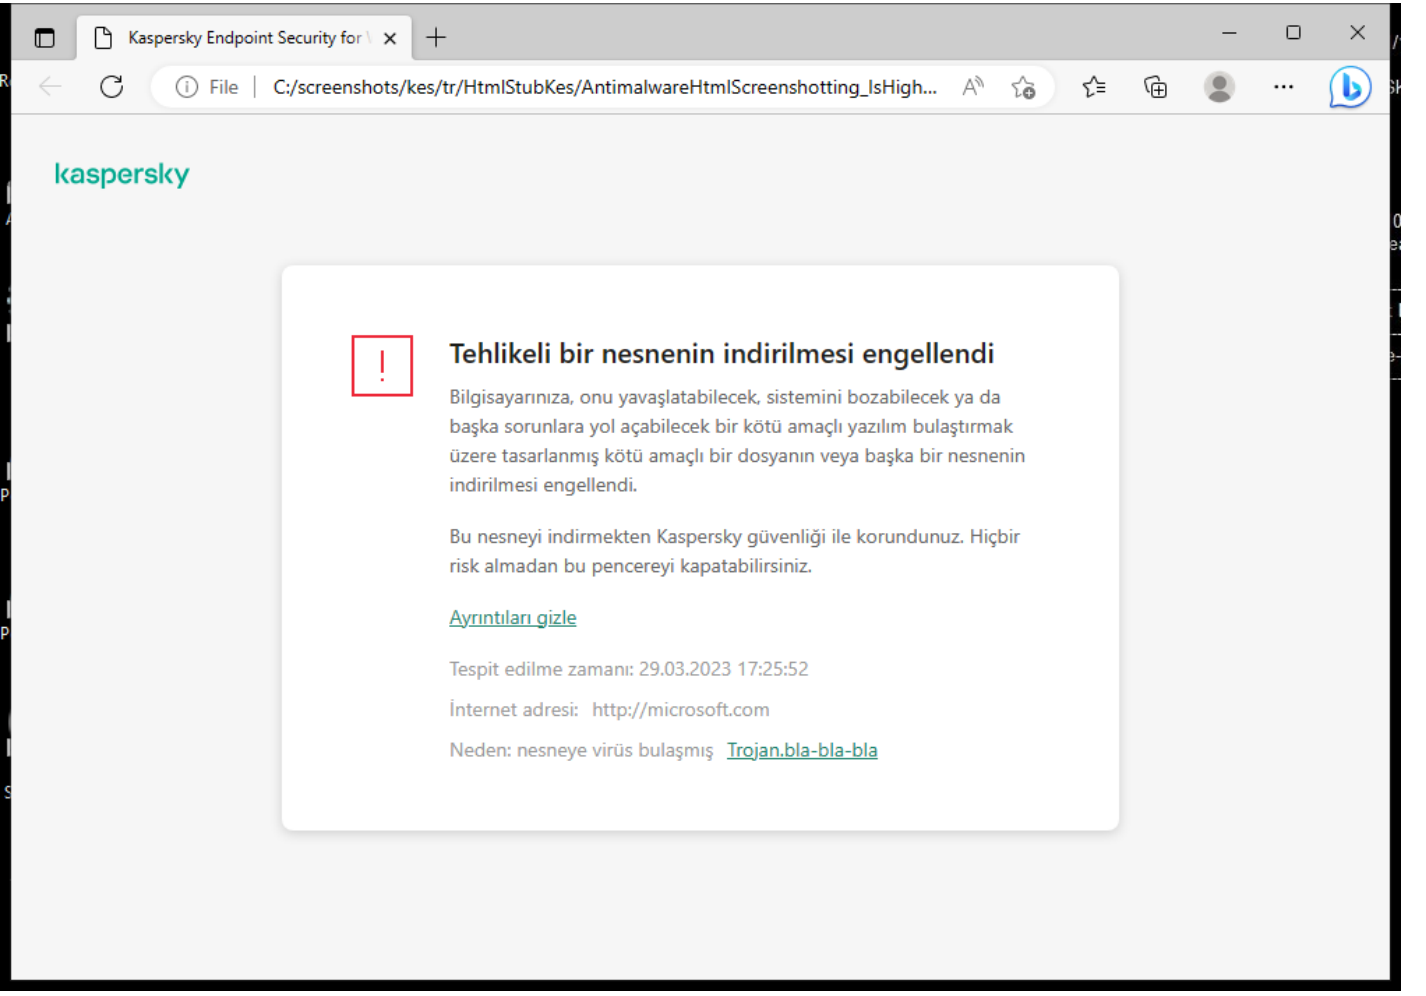 Kaspersky Endpoint Security for
File
C:/screenshots/kes/tr/HtmlStubKes/AntimalwareHtmlScreenshotting_IsHigh...
kaspersky
Tehlikeli bir nesnenin indirilmesi engellendi
Bilgisayarınıza, onu yavaşlatabilecek, sistemini bozabilecek ya da
başka sorunlara yol açabilecek bir kötü amaçlı yazılım bulaştırmak
üzere tasarlanmış kötü amaçlı bir dosyanın veya başka bir nesnenin
indirilmesi engellendi.
Bu nesneyi indirmekten Kaspersky güvenliği ile korundunuz. Hiçbir
risk almadan bu pencereyi kapatabilirsiniz.
Ayrıntıları gizle
Tespit edilme zamanı: 29.03.2023 17:25:52
İnternet adresi: http://microsoft.com
Neden: nesneye virüs bulaşmış Trojan.bla-bla-bla